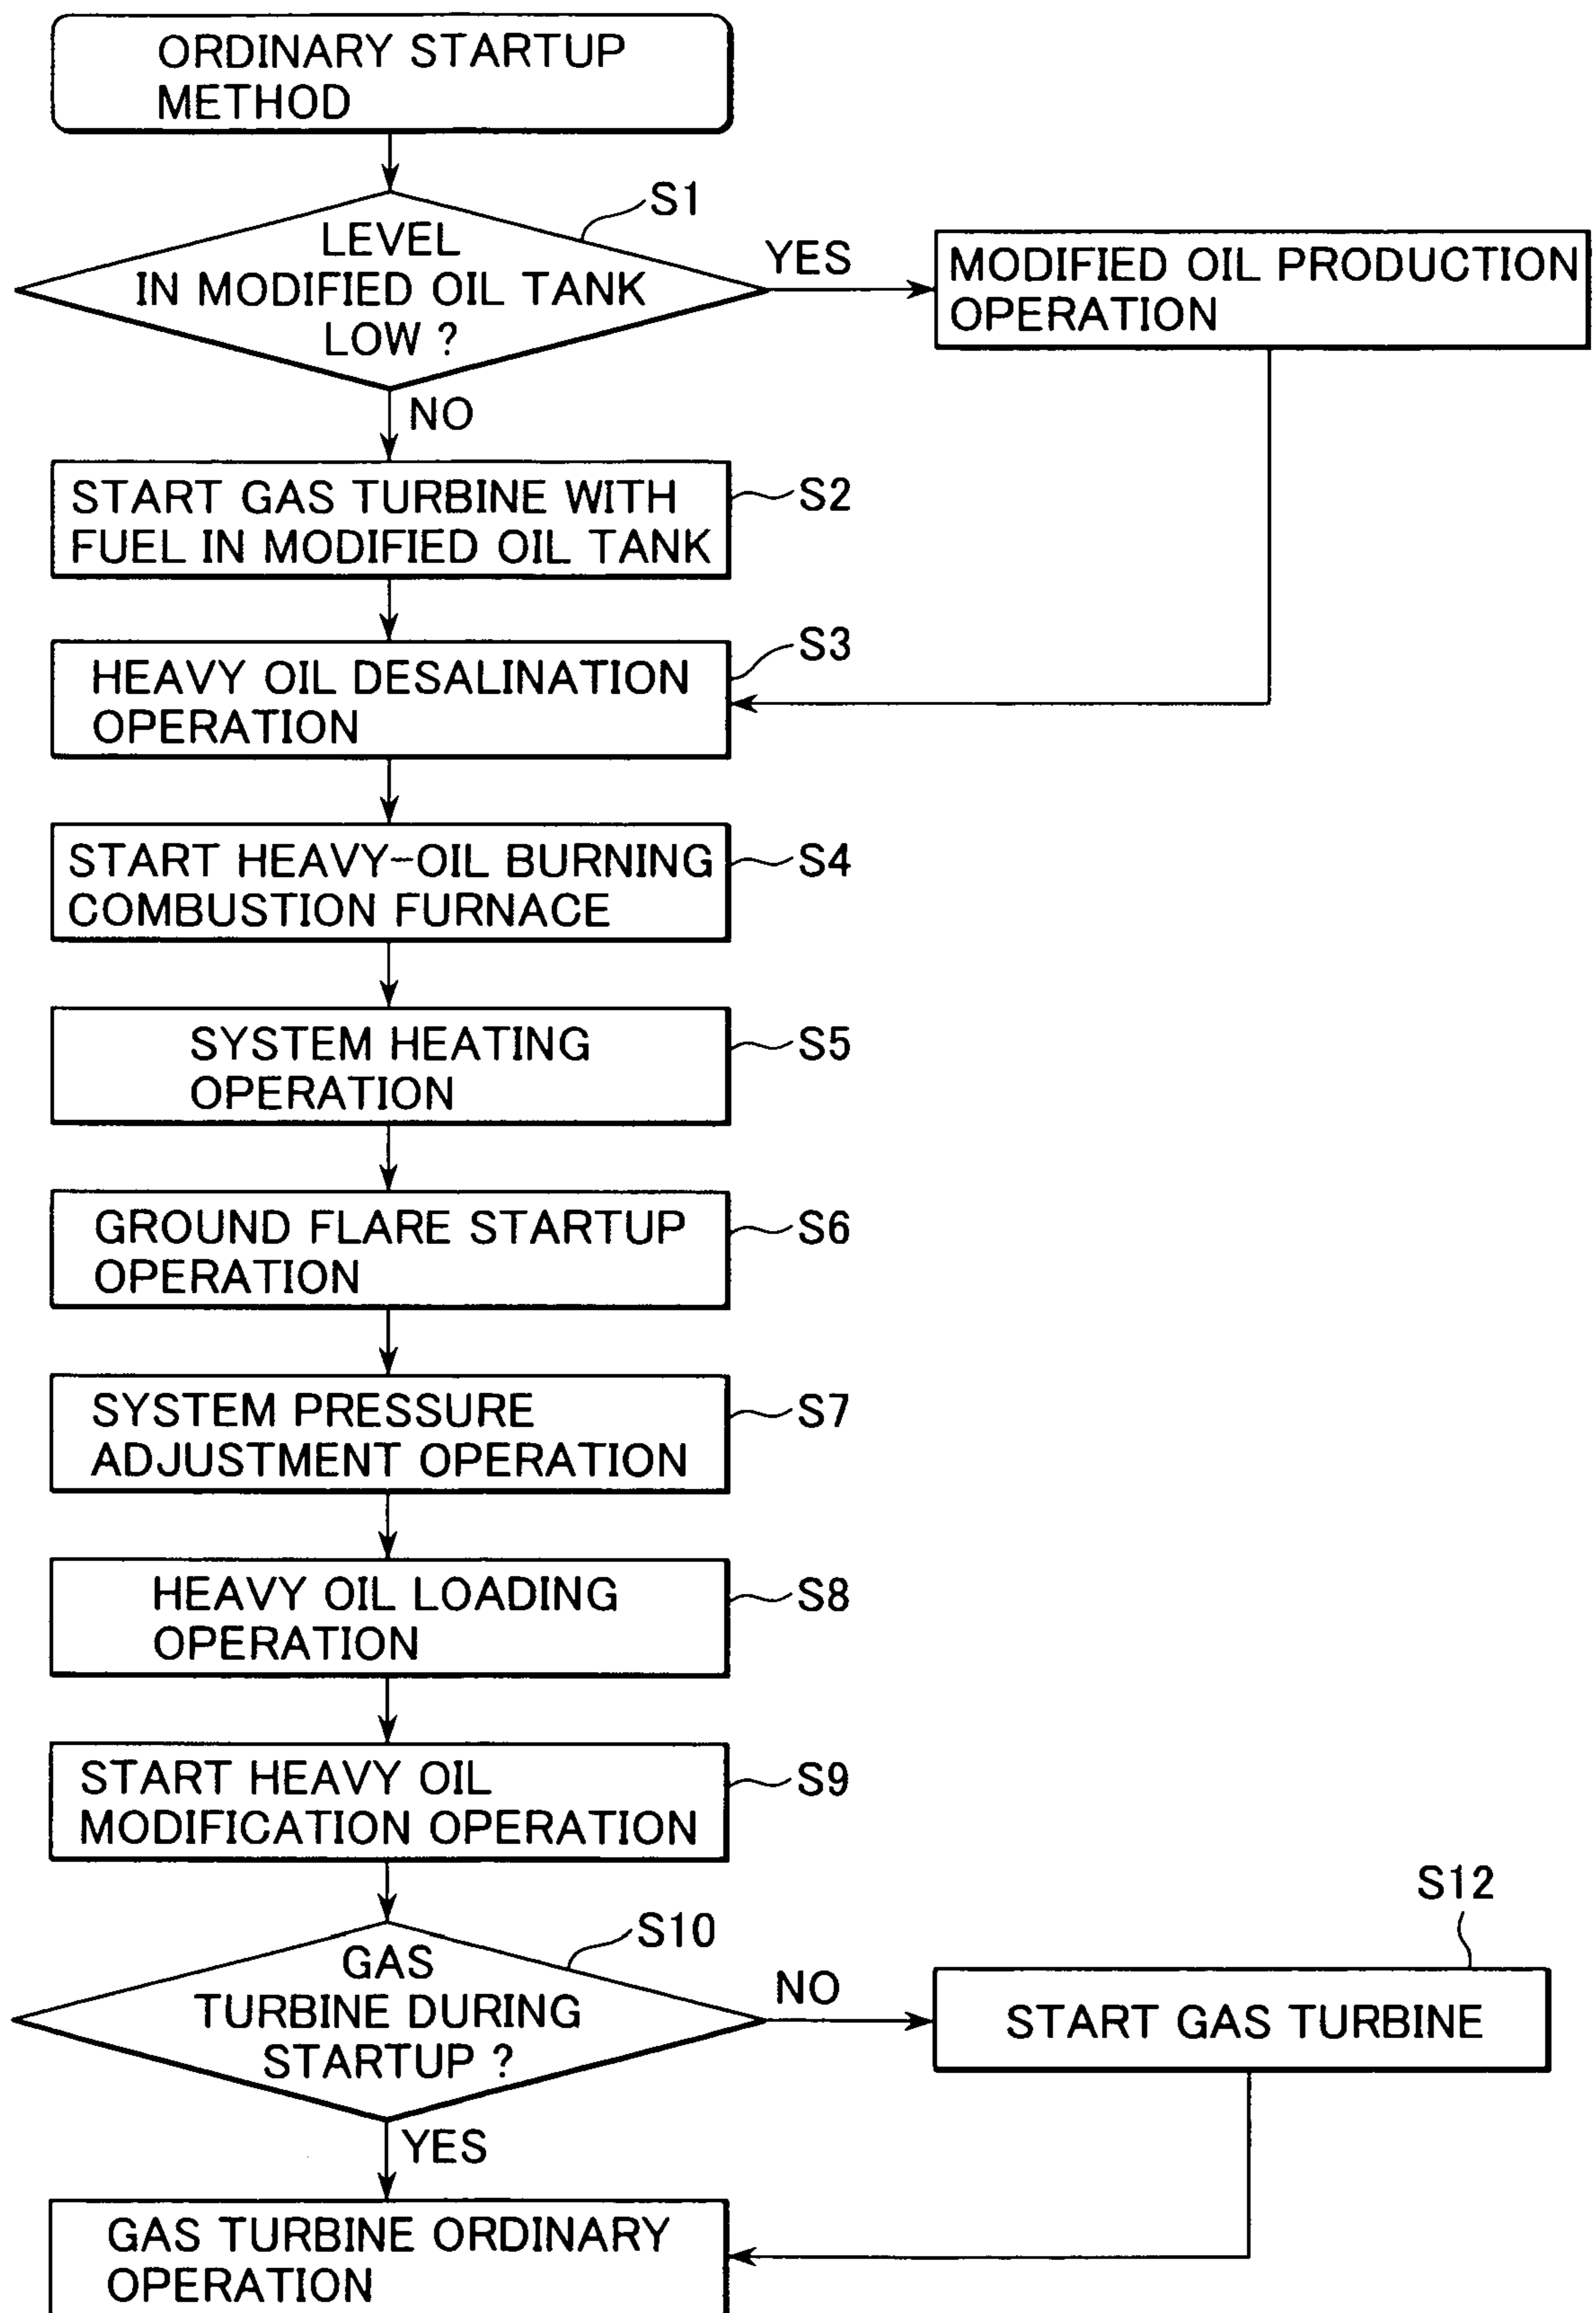 ORDINARY STARTUP
METHOD
S1
LEVEL
IN MODIFIED OIL TANK
LOW ?
YES
MODIFIED OIL PRODUCTION
OPERATION
NO
START GAS TURBINE WITH
FUEL IN MODIFIED OIL TANK
S2
HEAVY OIL DESALINATION
OPERATION
S3
START HEAVY-OIL BURNING
COMBUSTION FURNACE
S4
SYSTEM HEATING
OPERATION
S5
GROUND FLARE STARTUP
OPERATION
S6
SYSTEM PRESSURE
ADJUSTMENT OPERATION
S7
HEAVY OIL LOADING
OPERATION
S8
START HEAVY OIL
MODIFICATION OPERATION
S9
S10
GAS
TURBINE DURING
STARTUP ?
NO
S12
START GAS TURBINE
YES
GAS TURBINE ORDINARY
OPERATION